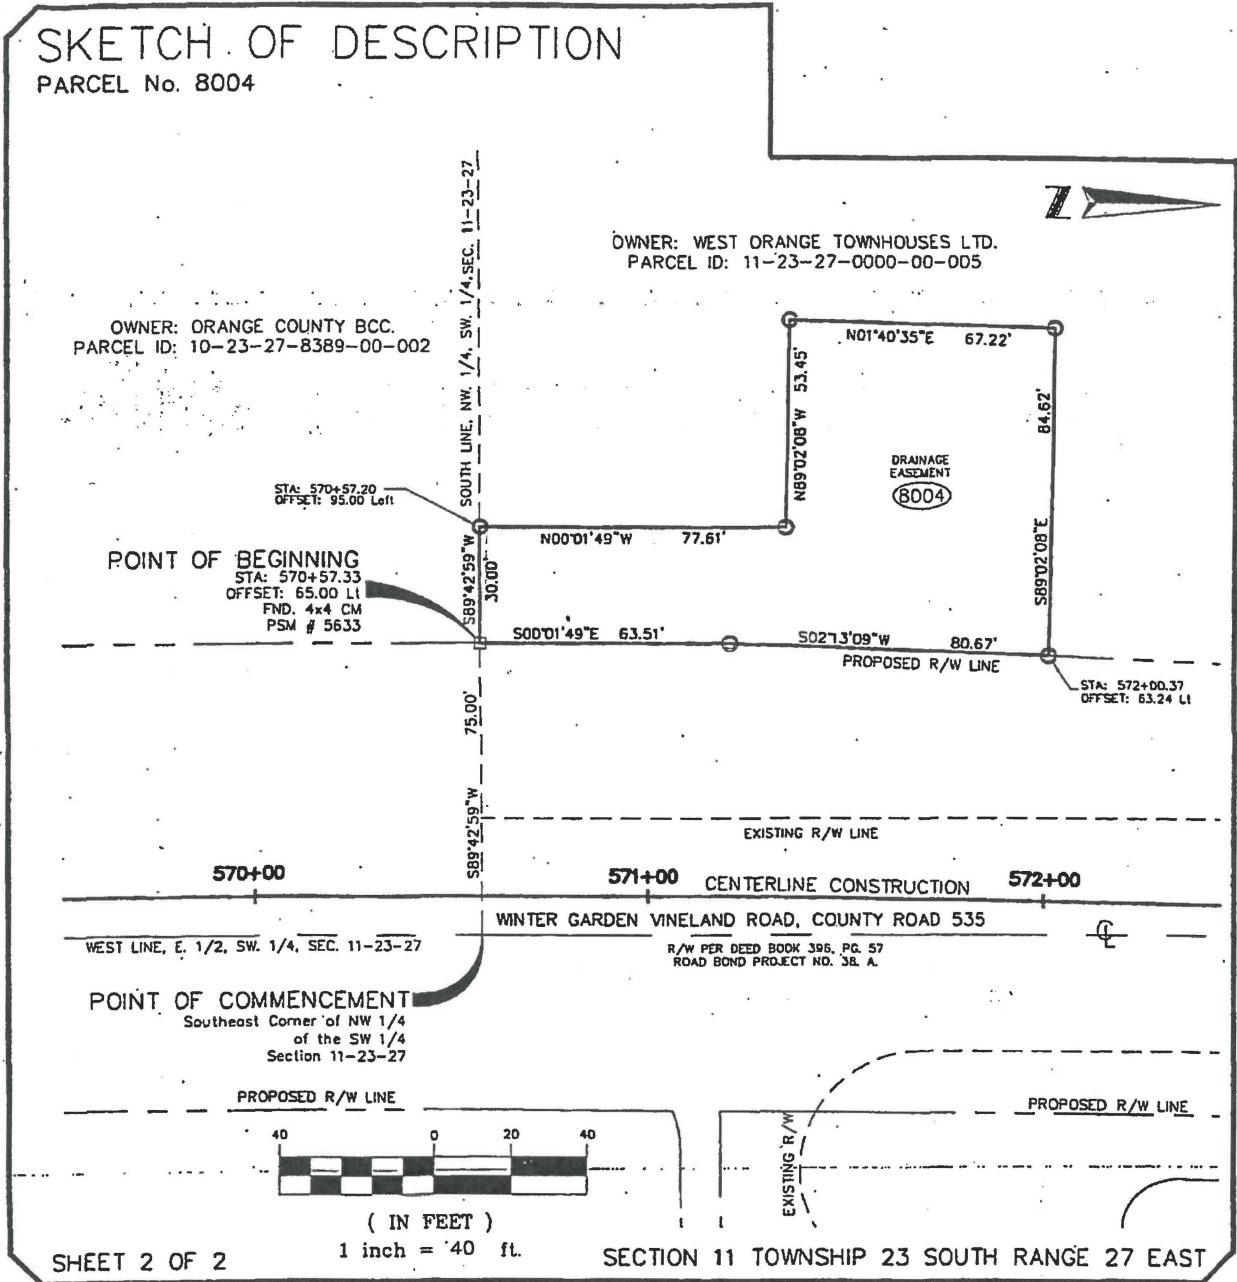 SKETCH OF DESCRIPTION
PARCEL No. 8004
Z
SOUTH LINE, NW. 1/4, SW. 1/4, SEC. 11-23-27
OWNER: WEST ORANGE TOWNHOUSES LTD.
PARCEL ID: 11-23-27-0000-00-005
OWNER: ORANGE COUNTY BCC.
PARCEL ID: 10-23-27-8389-00-002
N01°40'35"E 67.22'
N89°02'08"W 53.45'
84.62'
S89°02'08"E
DRAINAGE
EASEMENT
8004
STA: 570+57.20
OFFSET: 95.00 Left
N00°01'49"W 77.61'
S89°42'59"W
30.00'
POINT OF BEGINNING
STA: 570+57.33
OFFSET: 65.00 Lt
FND. 4x4 CM
PSM # 5633
S00°01'49"E 63.51'
S02°13'09"W 80.67'
PROPOSED R/W LINE
STA: 572+00.37
OFFSET: 63.24 Lt
75.00'
S89°42'59"W
EXISTING R/W LINE
570+00
571+00
572+00
CENTERLINE CONSTRUCTION
WINTER GARDEN VINELAND ROAD, COUNTY ROAD 535
WEST LINE, E. 1/2, SW. 1/4, SEC. 11-23-27
R/W PER DEED BOOK 396, PG. 57
ROAD BOND PROJECT NO. 38. A.
CL
POINT OF COMMENCEMENT
Southeast Corner of NW 1/4
of the SW 1/4
Section 11-23-27
PROPOSED R/W LINE
PROPOSED R/W LINE
EXISTING R/W
40 0 20 40
( IN FEET )
1 inch = 40 ft.
SHEET 2 OF 2
SECTION 11 TOWNSHIP 23 SOUTH RANGE 27 EAST